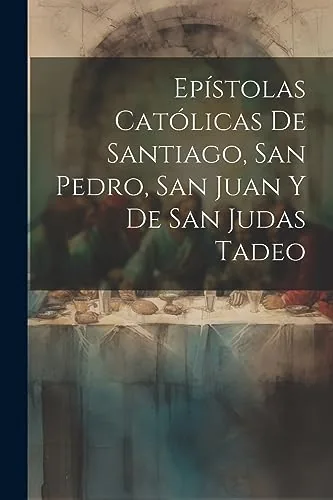 Epístolas
Católicas De
Santiago, San
Pedro, San Juan Y
De San Judas
Tadeo